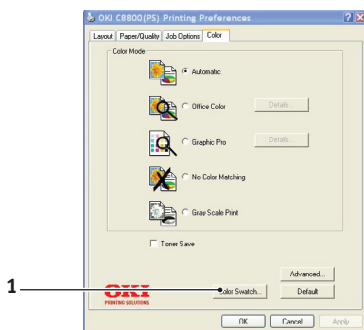 OKI C8800(PS) Printing Preferences
Layout Paper/Quality Job Options Color
Color Mode
Automatic
Office Color Details...
Graphic Pro Details...
No Color Matching
Gray Scale Print
Toner Save
Advanced...
1
OKI
PRINTING SOLUTIONS
Color Swatch... Default
OK Cancel Apply